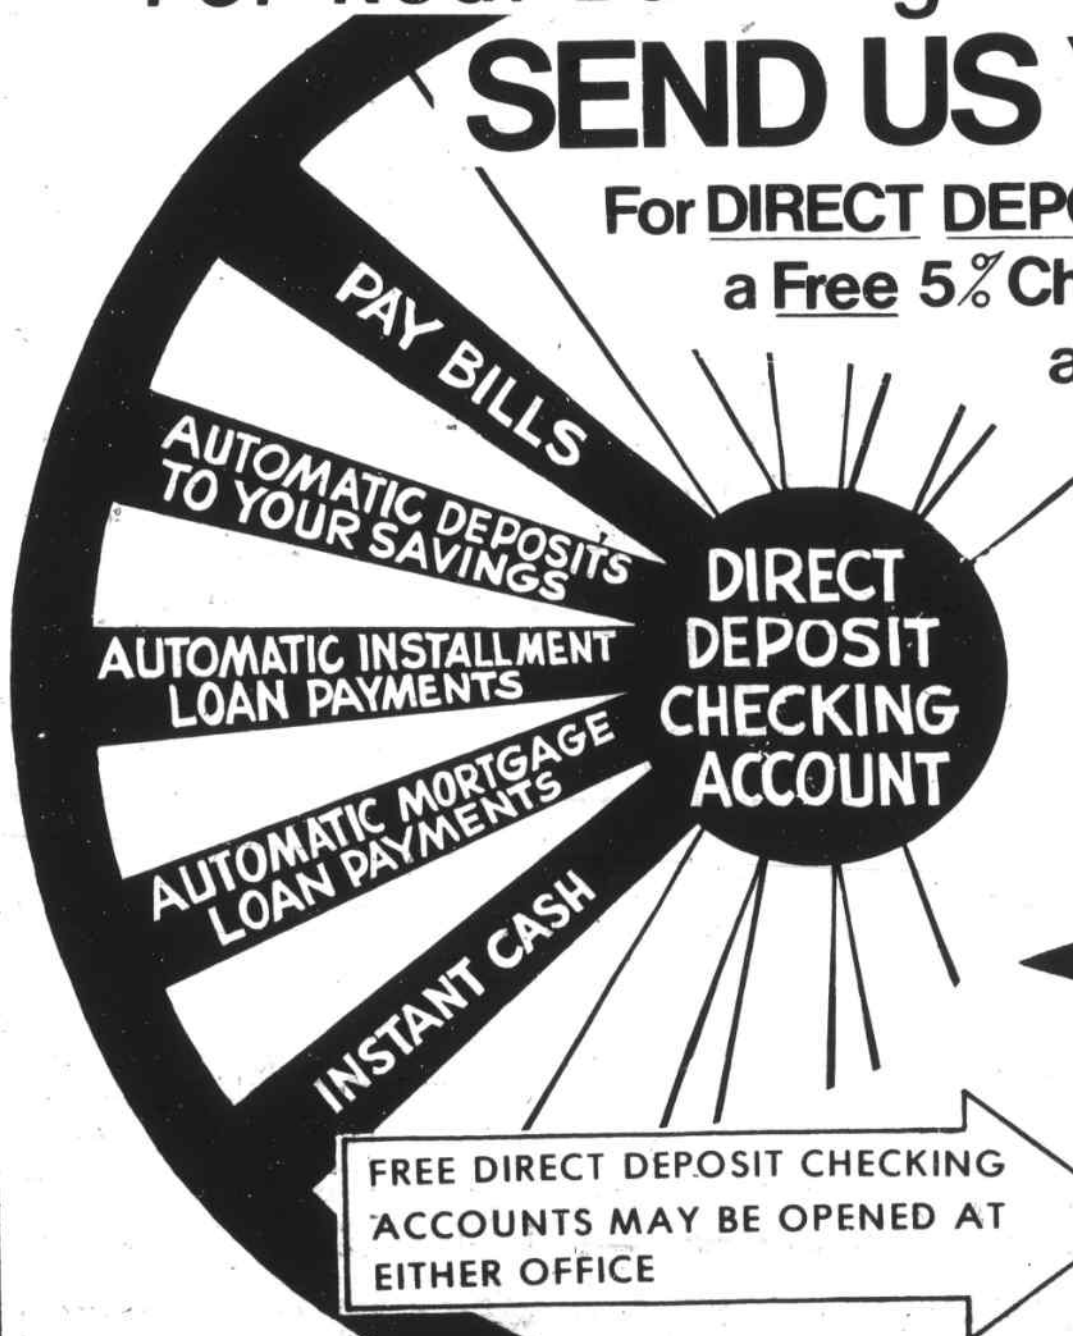 SEND US
For DIRECT
a Free 5%
PAY BILLS
AUTOMATIC DEPOSITS
TO YOUR SAVINGS
AUTOMATIC INSTALLMENT
LOAN PAYMENTS
AUTOMATIC MORTGAGE
LOAN PAYMENTS
INSTANT CASH
DIRECT
DEPOSIT
CHECKING
ACCOUNT
FREE DIRECT DEPOSIT CHECKING
ACCOUNTS MAY BE OPENED AT
EITHER OFFICE